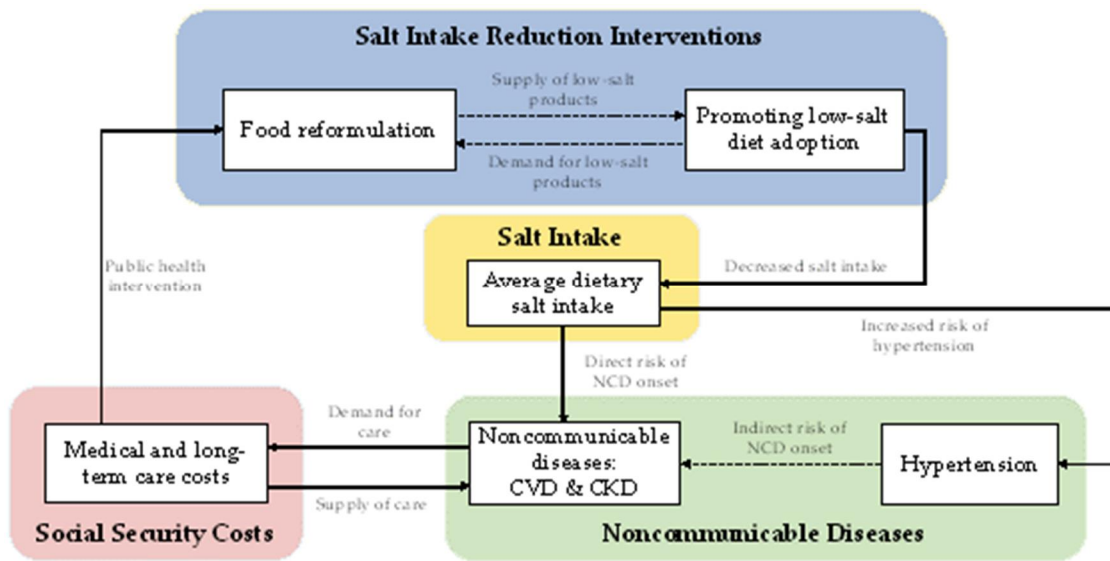 Salt Intake Reduction Interventions
Supply of low-salt
products
Food reformulation
Promoting low-salt
diet adoption
Demand for low-salt
products
Salt Intake
Public health
intervention
Average dietary
salt intake
Decreased salt intake
Increased risk of
hypertension
Direct risk of
NCD onset
Demand for
care
Medical and long-
term care costs
Noncommunicable
diseases:
CVD & CKD
Indirect risk of
NCD onset
Hypertension
Supply of care
Social Security Costs
Noncommunicable Diseases